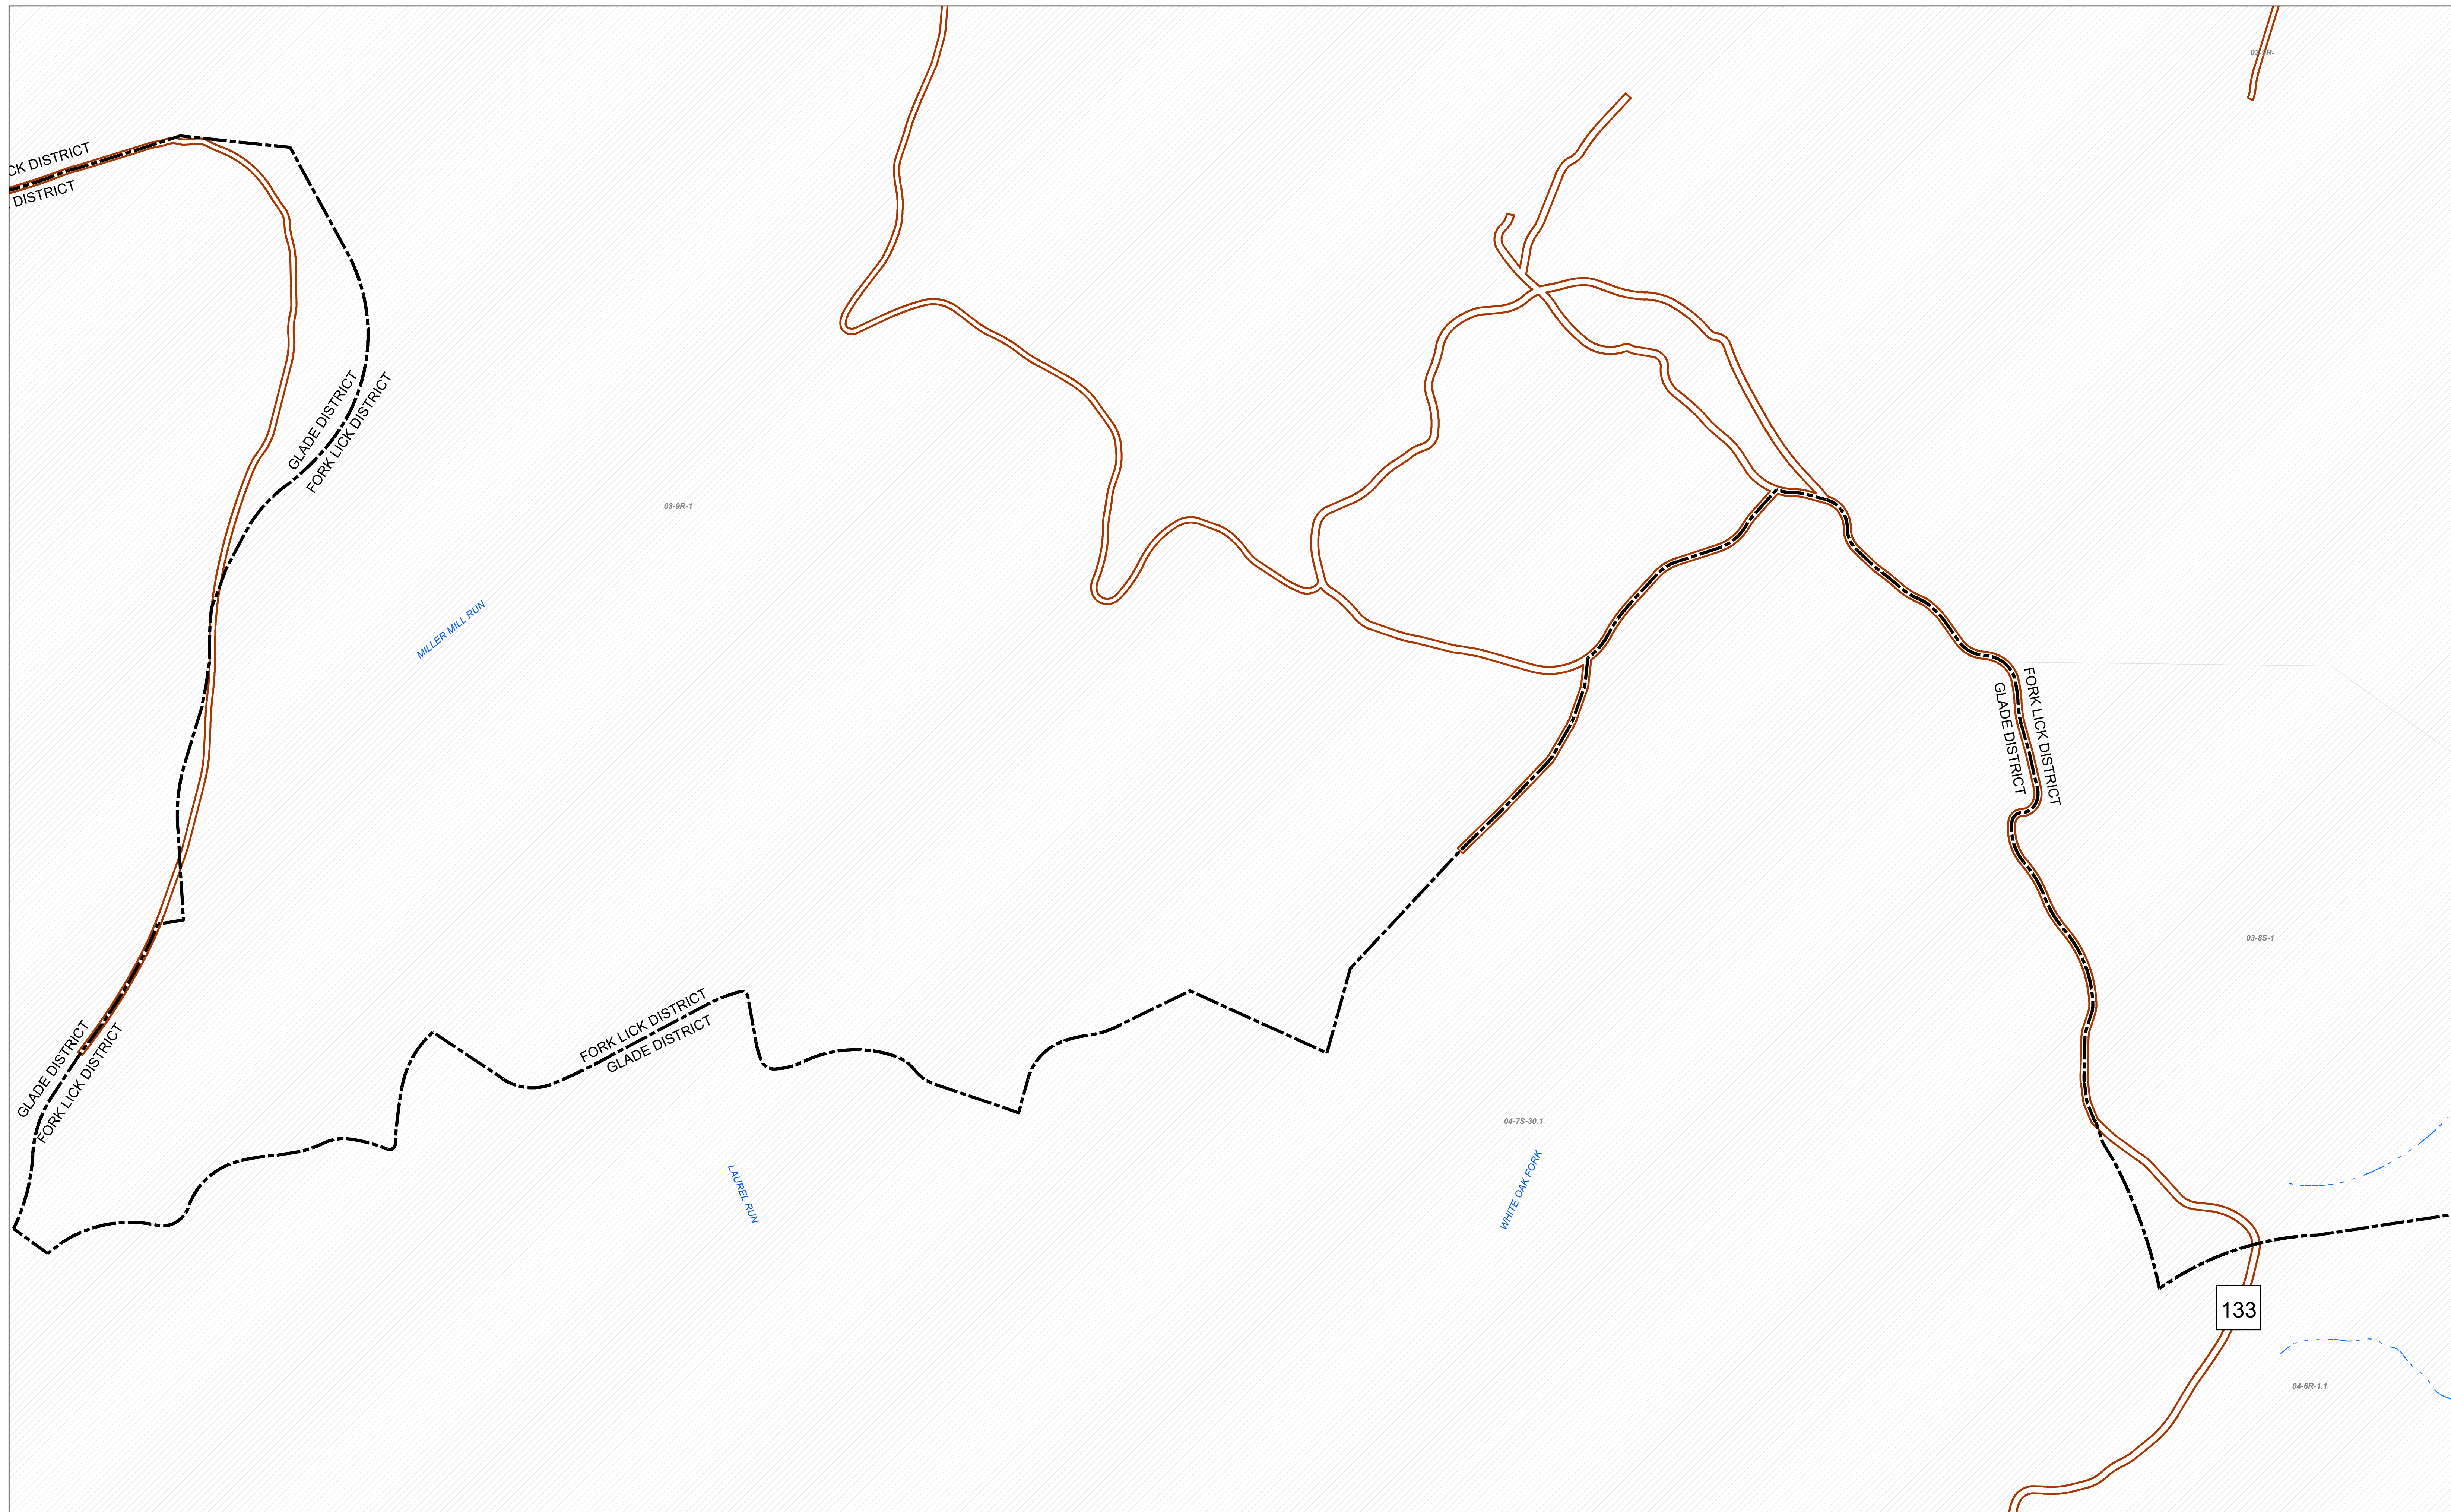 03-9R-
CK DISTRICT
DISTRICT
GLADE DISTRICT
FORK LICK DISTRICT
03-9R-1
MILLER MILL RUN
FORK LICK DISTRICT
GLADE DISTRICT
03-8S-1
FORK LICK DISTRICT
GLADE DISTRICT
GLADE DISTRICT
FORK LICK DISTRICT
04-7S-30.1
LAUREL RUN
WHITE OAK FORK
133
04-6R-1.1